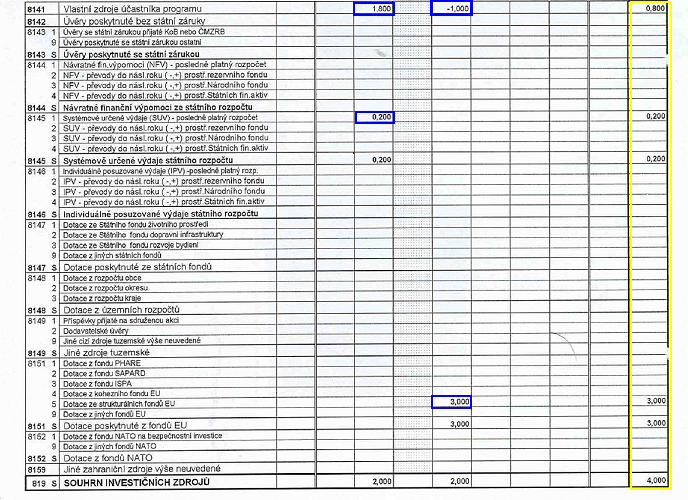 8141 Vlastní zdroje účastníka programu 1,800 -1,000 0,800
8142 Úvěry poskytnuté bez státní záruky
8143 1 Úvěry se státní zárukou přijaté KoB nebo ČMZRB
9 Úvěry poskytnuté se státní zárukou ostatní
8143 S Úvěry poskytnuté se státní zárukou
8144 1 Návratné fin.výpomoci (NFV) - posledně platný rozpočet
2 NFV - převody do násl.roku ( -,+) prostř.rezervního fondu
3 NFV - převody do násl.roku ( -,+) prostř.Národního fondu
4 NFV - převody do násl.roku ( -,+) prostř.Státních fin.aktiv
8144 S Návratné finanční výpomoci ze státního rozpočtu
8145 1 Systémově určené výdaje (SUV) - posledně platný rozpočet 0,200 0,200
2 SUV - převody do násl.roku ( -,+) prostř.rezervního fondu
3 SUV - převody do násl.roku ( -,+) prostř.Národního fondu
4 SUV - převody do násl.roku ( -,+) prostř.Státních fin.aktiv
8145 S Systémově určené výdaje státního rozpočtu 0,200 0,200
8146 1 Individuálně posuzované výdaje (IPV) -posledně platný rozp.
2 IPV - převody do násl.roku ( -,+) prostř.rezervního fondu
3 IPV - převody do násl.roku ( -,+) prostř.Národního fondu
4 IPV - převody do násl.roku ( -,+) prostř.Státních fin.aktiv
8146 S Individuálně posuzované výdaje státního rozpočtu
8147 1 Dotace ze Státního fondu životního prostředí
2 Dotace ze Státního fondu dopravní infrastruktury
3 Dotace ze Státního fondu rozvoje bydlení
9 Dotace z jiných státních fondů
8147 S Dotace poskytnuté ze státních fondů
8148 1 Dotace z rozpočtu obce
2 Dotace z rozpočtu okresu
3 Dotace z rozpočtu kraje
8148 S Dotace z územních rozpočtů
8149 1 Příspěvky přijaté na sdruženou akci
2 Dodavatelské úvěry
9 Jiné cizí zdroje tuzemské výše neuvedené
8149 S Jiné zdroje tuzemské
8151 1 Dotace z fondu PHARE
2 Dotace z fondu SAPARD
3 Dotace z fondu ISPA
4 Dotace z kohezního fondu EU
5 Dotace ze strukturálních fondů EU 3,000 3,000
9 Dotace z jiných fondů EU
8151 S Dotace poskytnuté z fondů EU 3,000 3,000
8152 1 Dotace z fondu NATO na bezpečnostní investice
9 Dotace z jiných fondů NATO
8152 S Dotace z fondů NATO
8159 Jiné zahraniční zdroje výše neuvedené
819 S SOUHRN INVESTIČNÍCH ZDROJŮ 2,000 2,000 4,000